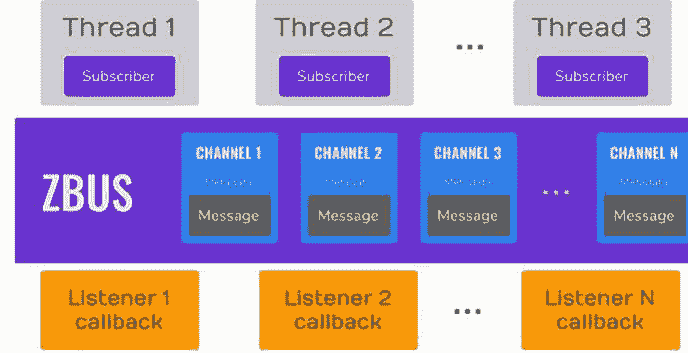 Thread 1
Thread 2
...
Thread 3
Subscriber
Subscriber
Subscriber
ZBUS
CHANNEL 1
CHANNEL 2
CHANNEL 3
...
CHANNEL N
Message
Message
Message
Message
Listener 1
callback
Listener 2
callback
...
Listener N
callback